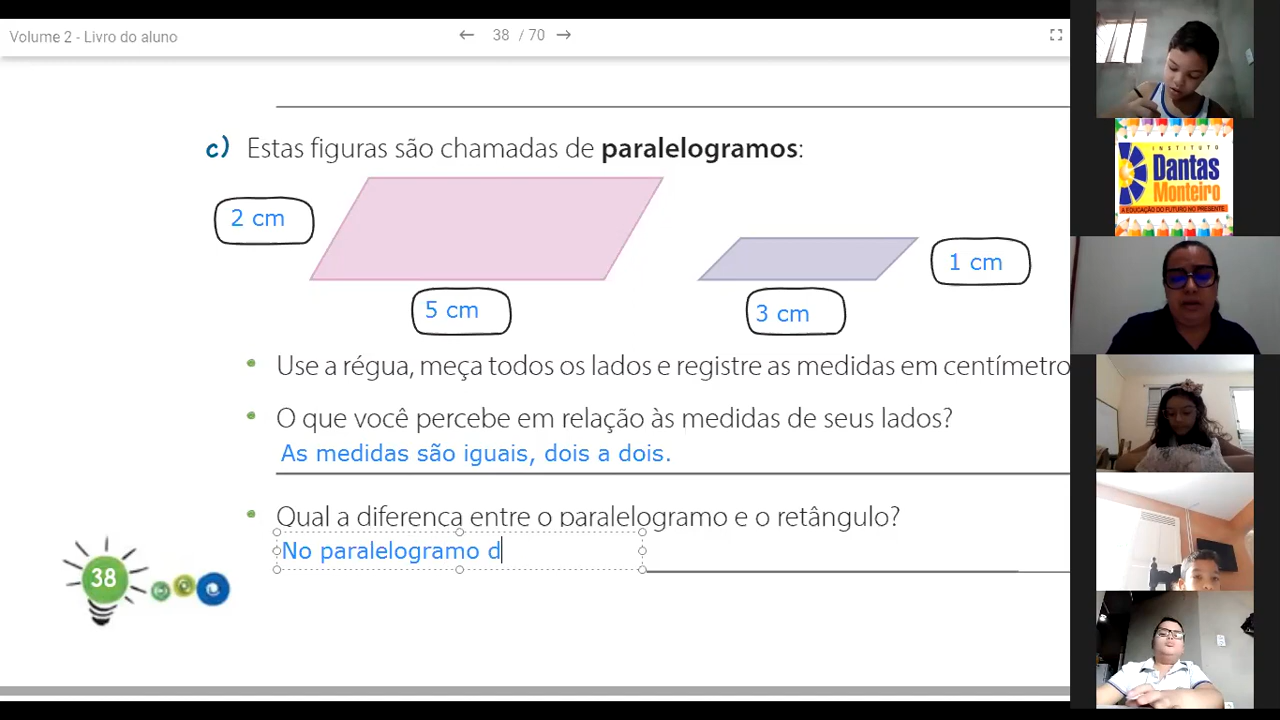 Volume 2 - Livro do aluno
← 38 / 70 →
c) Estas figuras são chamadas de paralelogramos:
2 cm
1 cm
5 cm
3 cm
Use a régua, meça todos os lados e registre as medidas em centímetro
O que você percebe em relação às medidas de seus lados?
As medidas são iguais, dois a dois.
Qual a diferença entre o paralelogramo e o retângulo?
No paralelogramo d
38
INSTITUTO
Dantas
Monteiro
A EDUCAÇÃO DO FUTURO NO PRESENTE